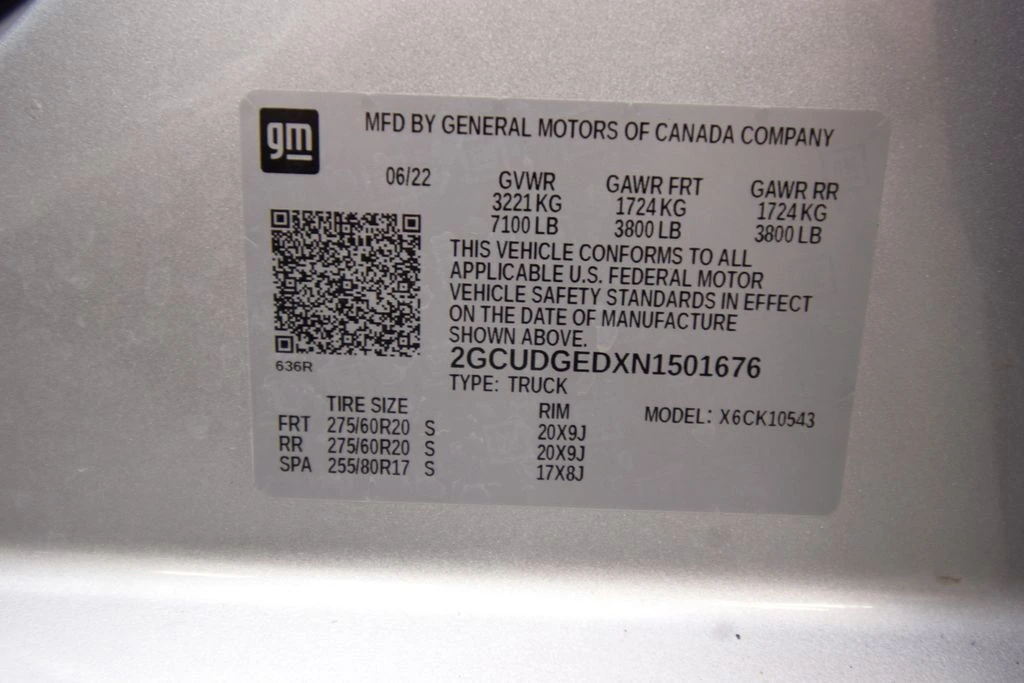 gm
MFD BY GENERAL MOTORS OF CANADA COMPANY
06/22 GVWR GAWR FRT GAWR RR
3221 KG 1724 KG 1724 KG
7100 LB 3800 LB 3800 LB
THIS VEHICLE CONFORMS TO ALL
APPLICABLE U.S. FEDERAL MOTOR
VEHICLE SAFETY STANDARDS IN EFFECT
ON THE DATE OF MANUFACTURE
SHOWN ABOVE.
2GCUDGEDXN1501676
636R
TYPE: TRUCK
TIRE SIZE RIM MODEL: X6CK10543
FRT 275/60R20 S 20X9J
RR 275/60R20 S 20X9J
SPA 255/80R17 S 17X8J